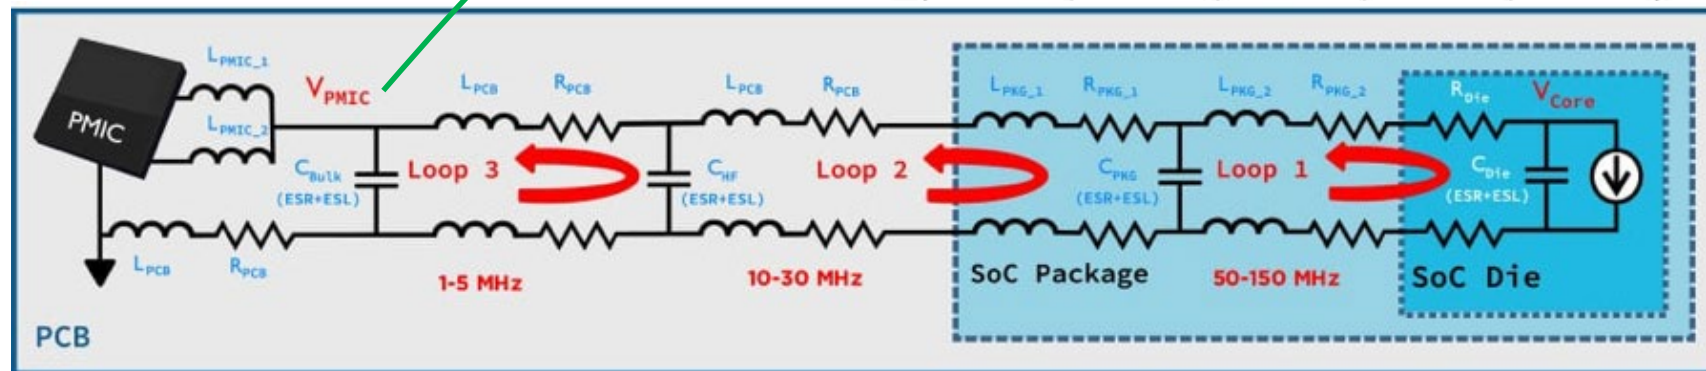 L_PMIC_1
V_PMIC
L_PCB
R_PCB
L_PCB
R_PCB
L_PKG_1
R_PKG_1
L_PKG_2
R_PKG_2
R_Die
V_Core
PMIC
L_PMIC_2
C_Bulk
(ESR+ESL)
Loop 3
C_HF
(ESR+ESL)
Loop 2
C_PKG
(ESR+ESL)
Loop 1
C_Die
(ESR+ESL)
L_PCB
R_PCB
1-5 MHz
10-30 MHz
SoC Package
50-150 MHz
SoC Die
PCB